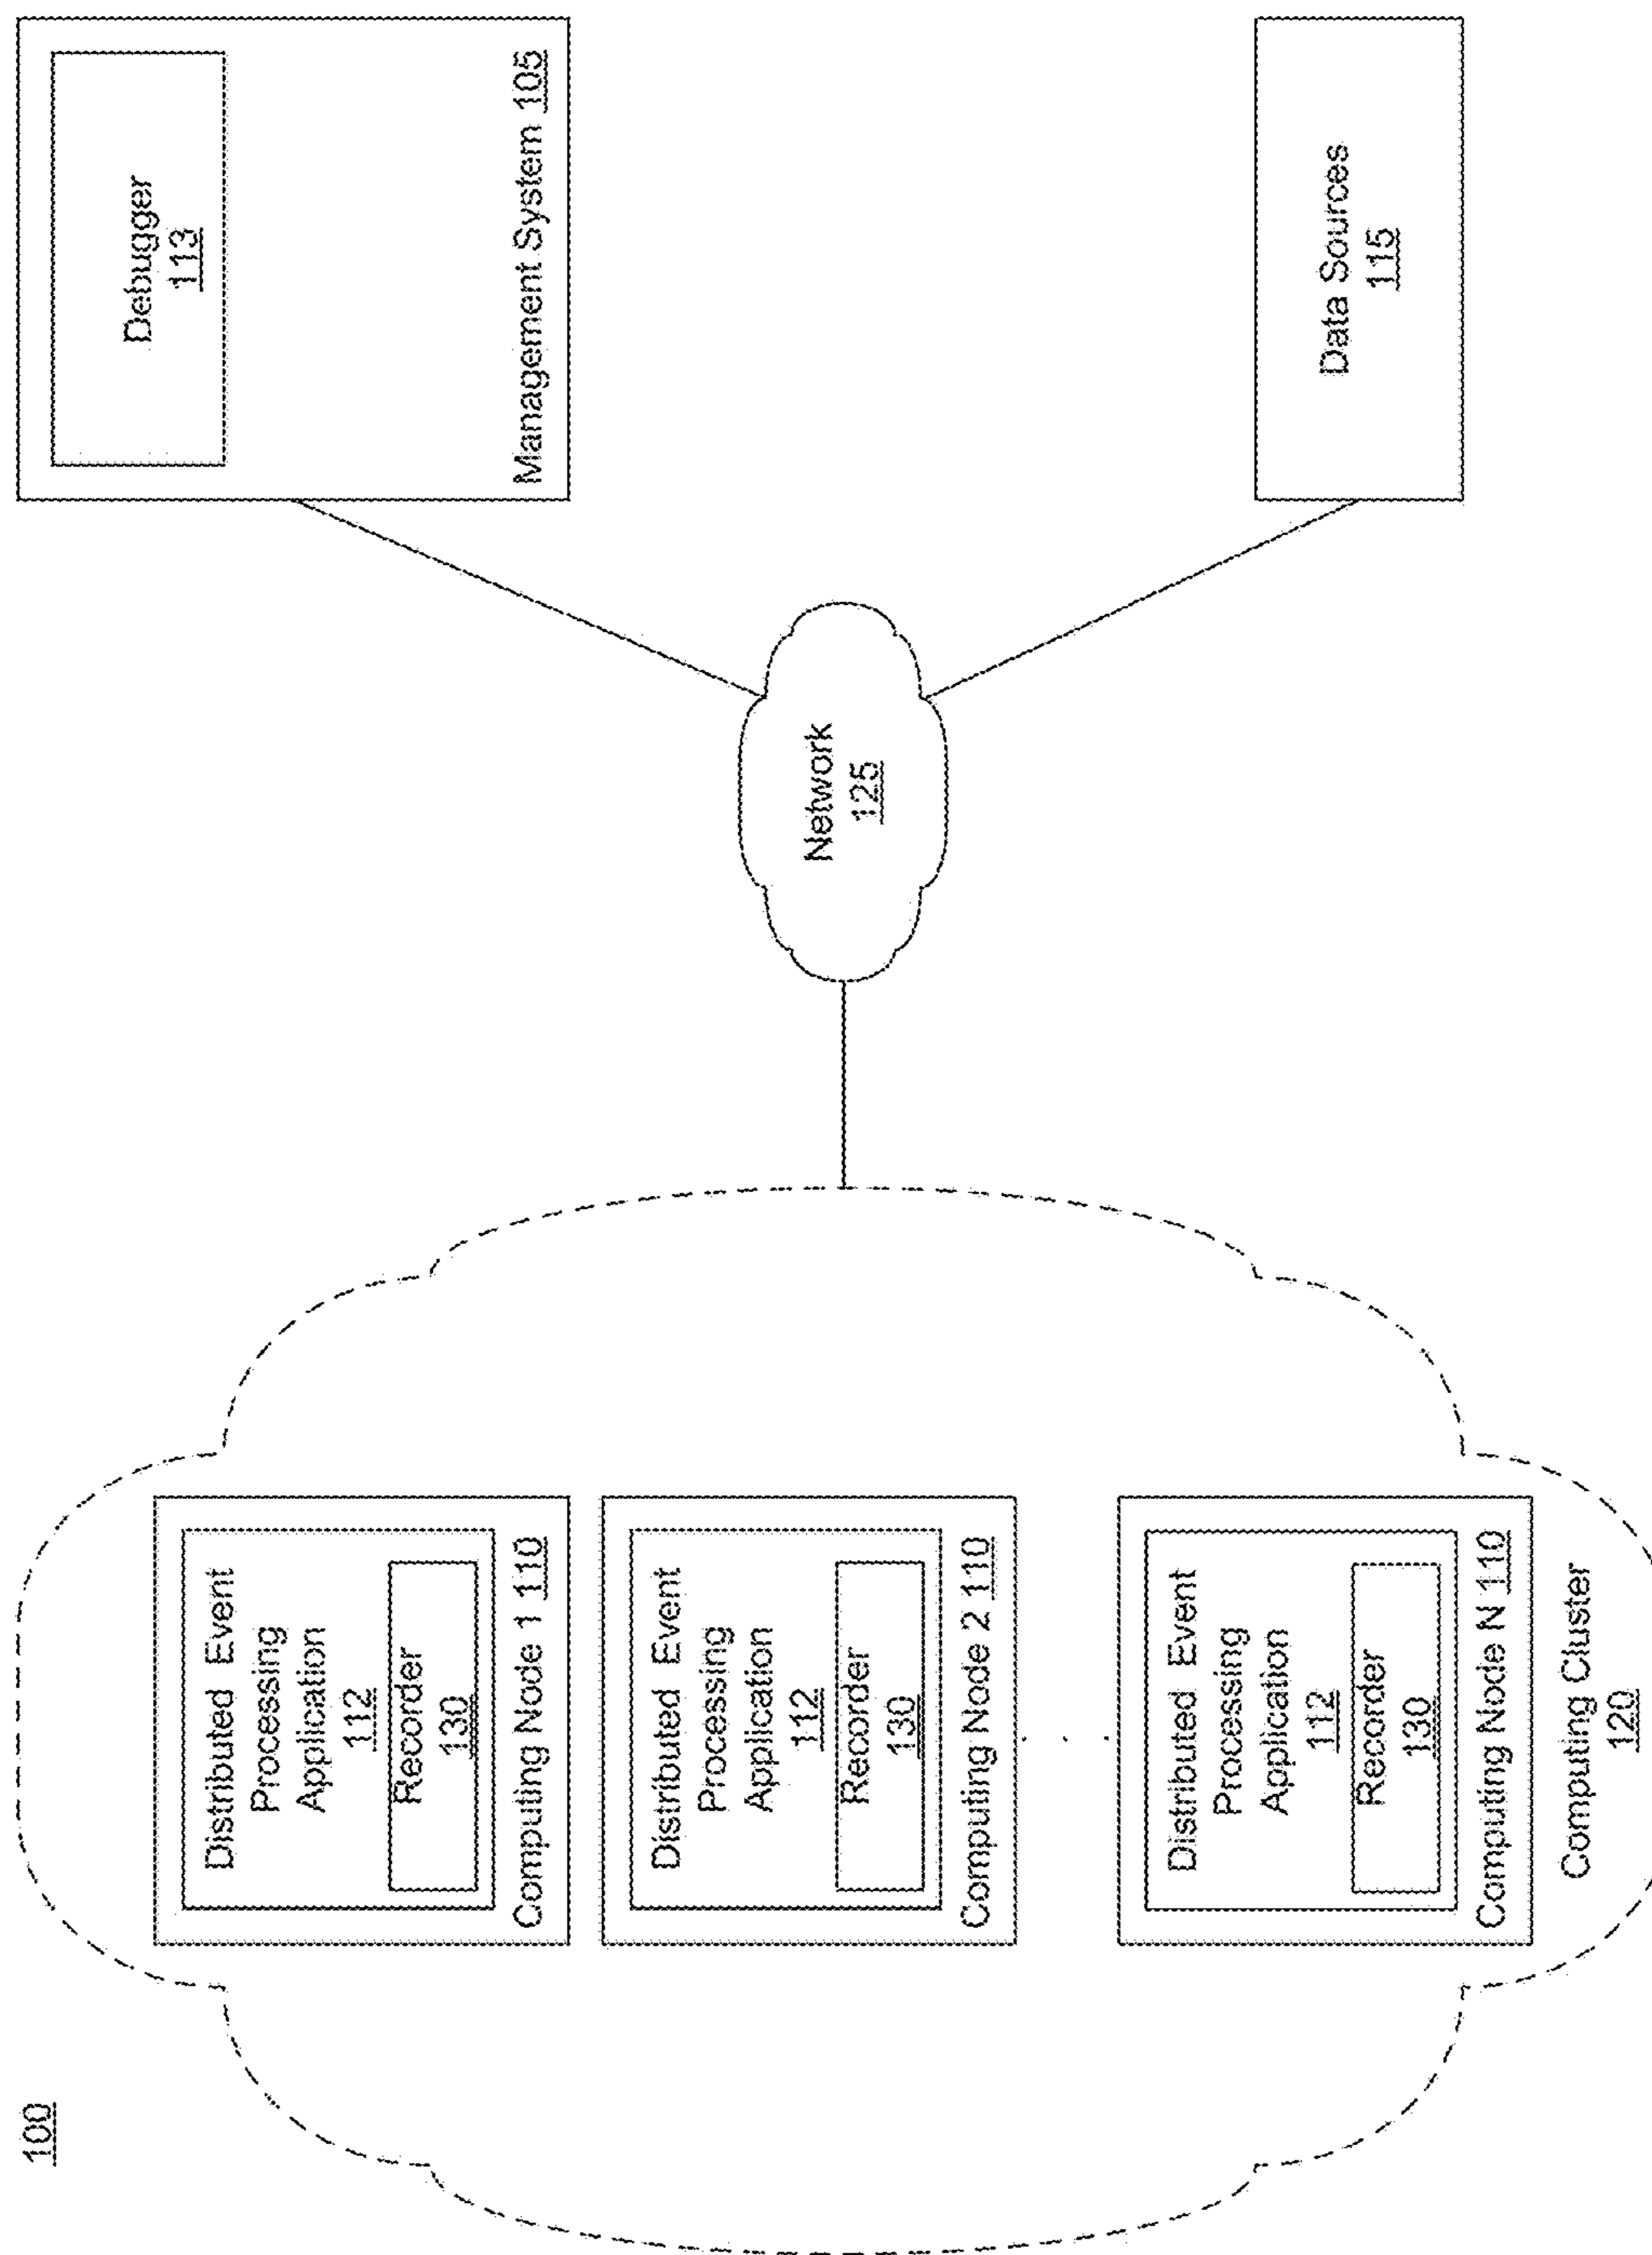 100
Distributed Event
Processing
Application
112
Recorder
130
Computing Node 1 110
Distributed Event
Processing
Application
112
Recorder
130
Computing Node 2 110
. . .
Distributed Event
Processing
Application
112
Recorder
130
Computing Node N 110
Computing Cluster
120
Network
125
Debugger
113
Management System 105
Data Sources
115